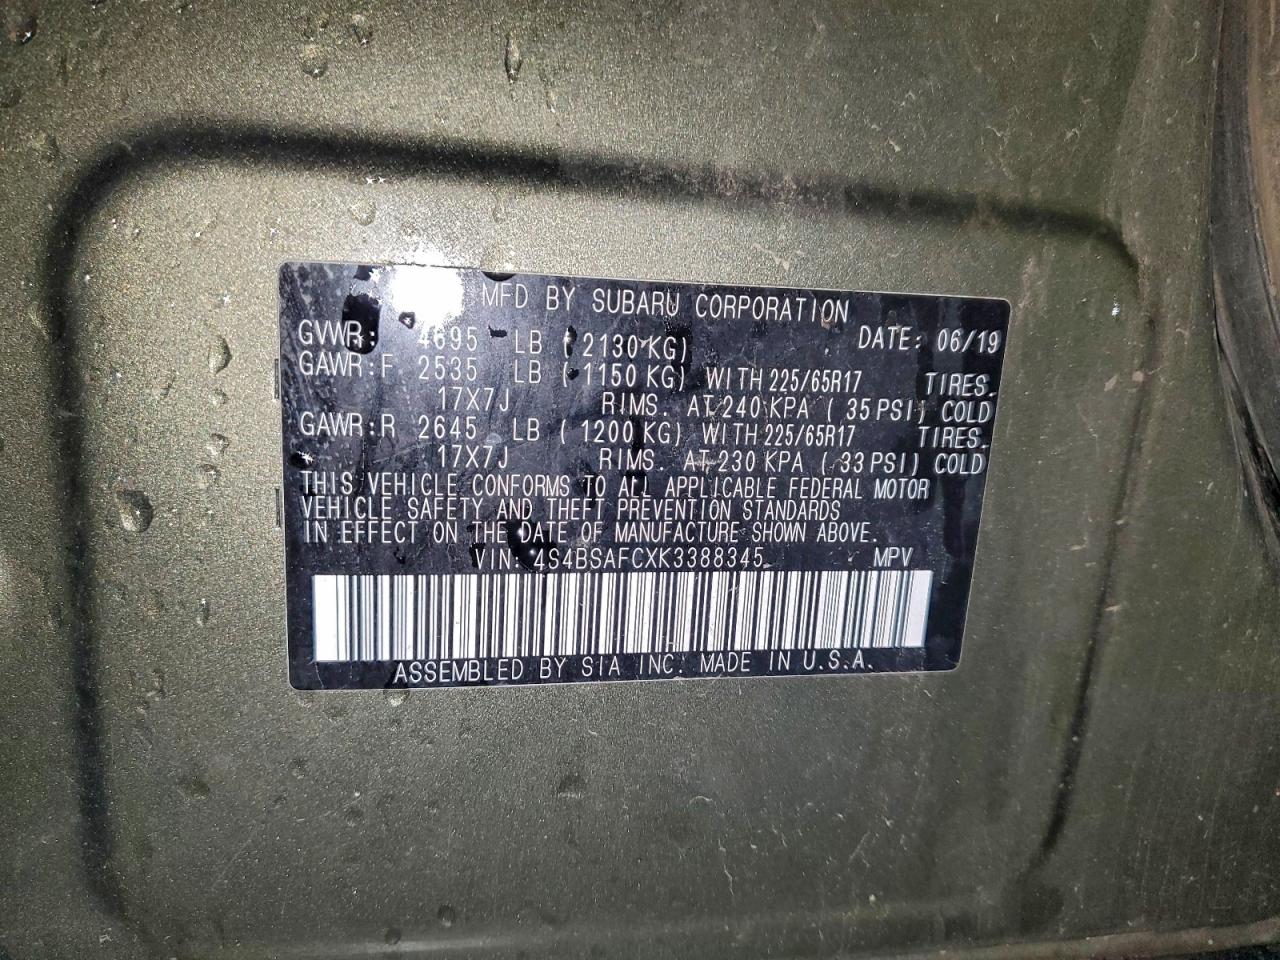 MFD BY SUBARU CORPORATION
GVWR: 4695 LB ( 2130 KG) DATE: 06/19
GAWR:F 2535 LB ( 1150 KG) WITH 225/65R17 TIRES.
17X7J RIMS. AT 240 KPA ( 35 PSI) COLD
GAWR:R 2645 LB ( 1200 KG) WITH 225/65R17 TIRES.
17X7J RIMS. AT 230 KPA ( 33 PSI) COLD
THIS VEHICLE CONFORMS TO ALL APPLICABLE FEDERAL MOTOR
VEHICLE SAFETY AND THEFT PREVENTION STANDARDS
IN EFFECT ON THE DATE OF MANUFACTURE SHOWN ABOVE.
VIN: 4S4BSAFCXK3388345 MPV
ASSEMBLED BY SIA INC. MADE IN U.S.A.